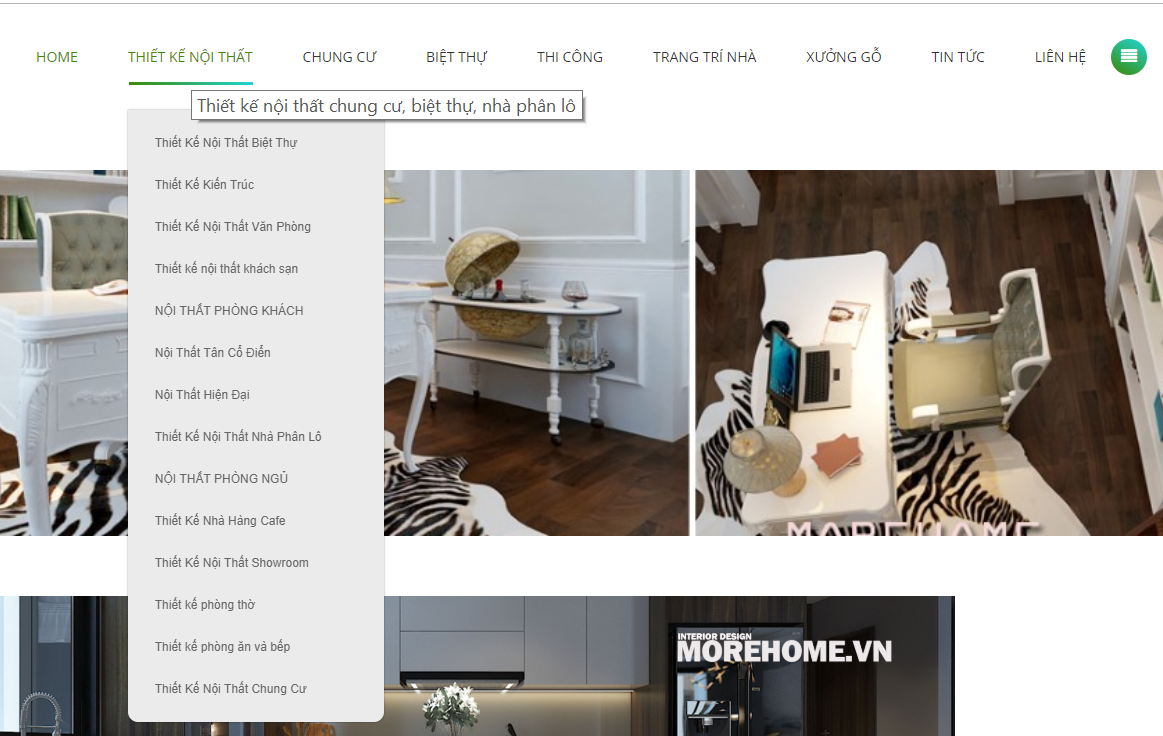 HOME
THIẾT KẾ NỘI THẤT
CHUNG CƯ
BIỆT THỰ
THI CÔNG
TRANG TRÍ NHÀ
XƯỞNG GỖ
TIN TỨC
LIÊN HỆ
Thiết kế nội thất chung cư, biệt thự, nhà phân lô
Thiết Kế Nội Thất Biệt Thự
Thiết Kế Kiến Trúc
Thiết Kế Nội Thất Văn Phòng
Thiết kế nội thất khách sạn
NỘI THẤT PHÒNG KHÁCH
Nội Thất Tân Cổ Điển
Nội Thất Hiện Đại
Thiết Kế Nội Thất Nhà Phân Lô
NỘI THẤT PHÒNG NGỦ
Thiết Kế Nhà Hàng Cafe
Thiết Kế Nội Thất Showroom
Thiết kế phòng thờ
Thiết kế phòng ăn và bếp
Thiết Kế Nội Thất Chung Cư
MOREHOME
INTERIOR DESIGN
MOREHOME.VN